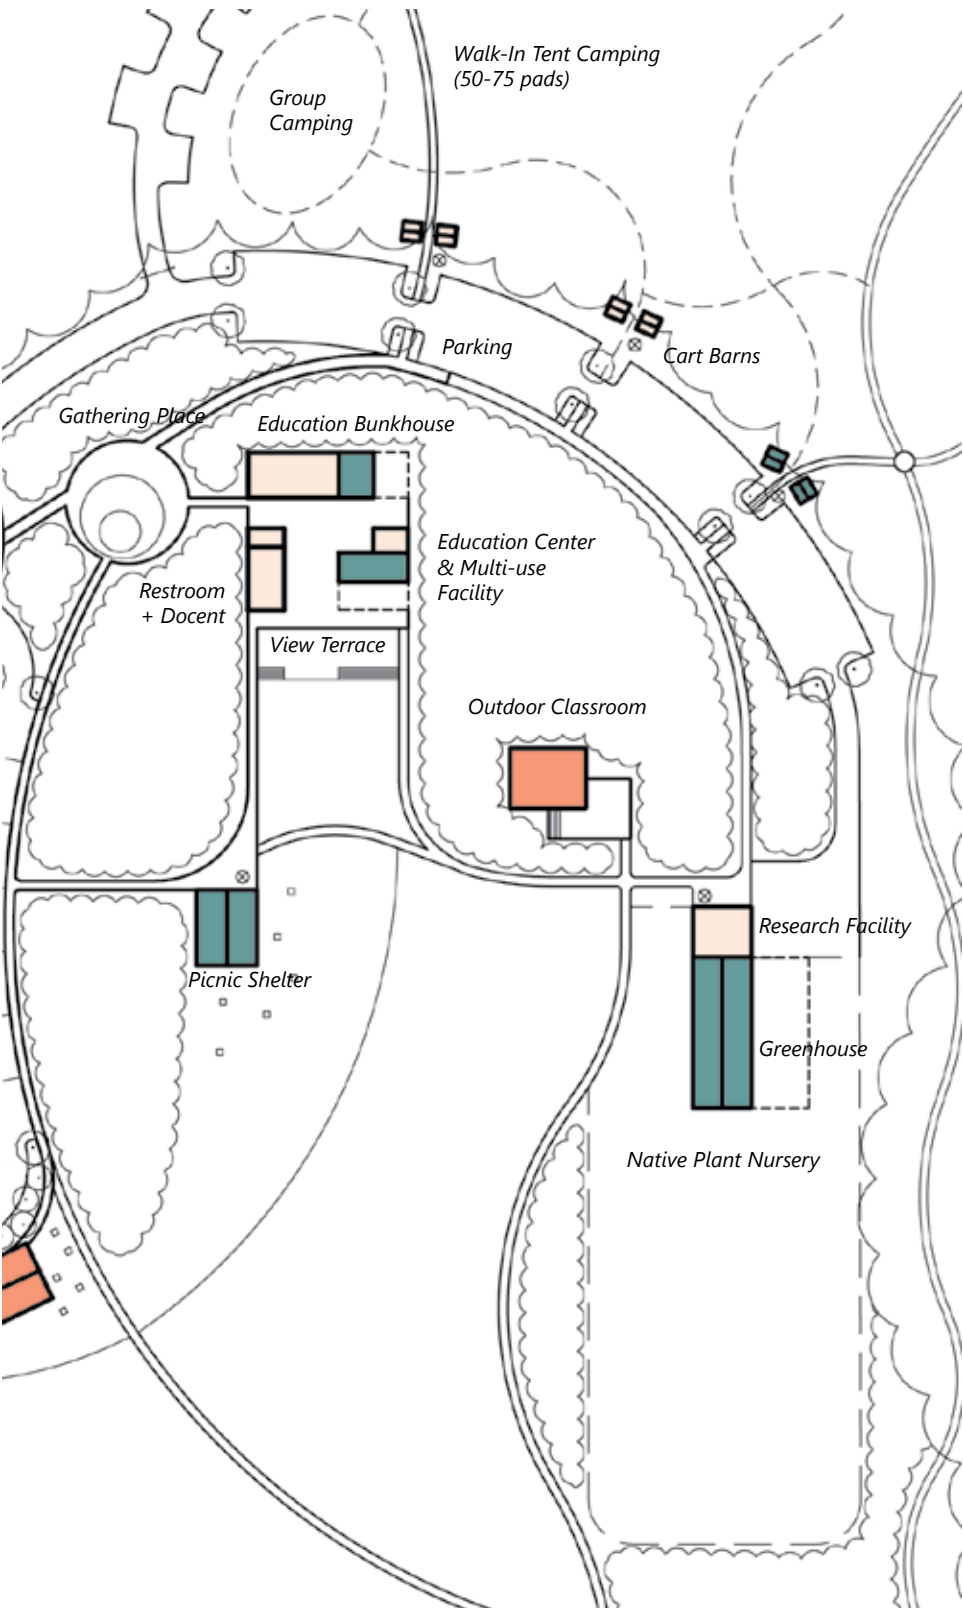 Walk-In Tent Camping
(50-75 pads)
Group
Camping
Parking
Cart Barns
Gathering Place
Education Bunkhouse
Education Center
& Multi-use
Facility
Restroom
+ Docent
View Terrace
Outdoor Classroom
Research Facility
Picnic Shelter
Greenhouse
Native Plant Nursery